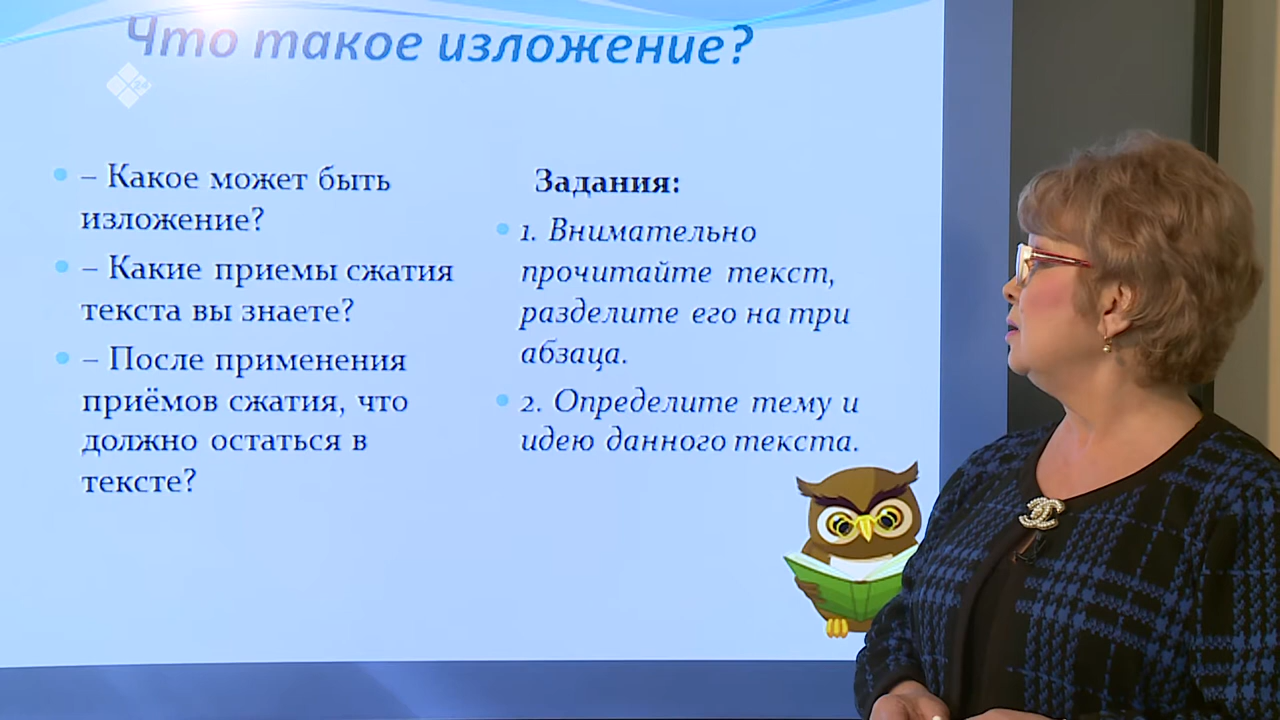 Что такое изложение?
24
– Какое может быть
изложение?
– Какие приемы сжатия
текста вы знаете?
– После применения
приёмов сжатия, что
должно остаться в
тексте?
Задания:
1. Внимательно
прочитайте текст,
разделите его на три
абзаца.
2. Определите тему и
идею данного текста.